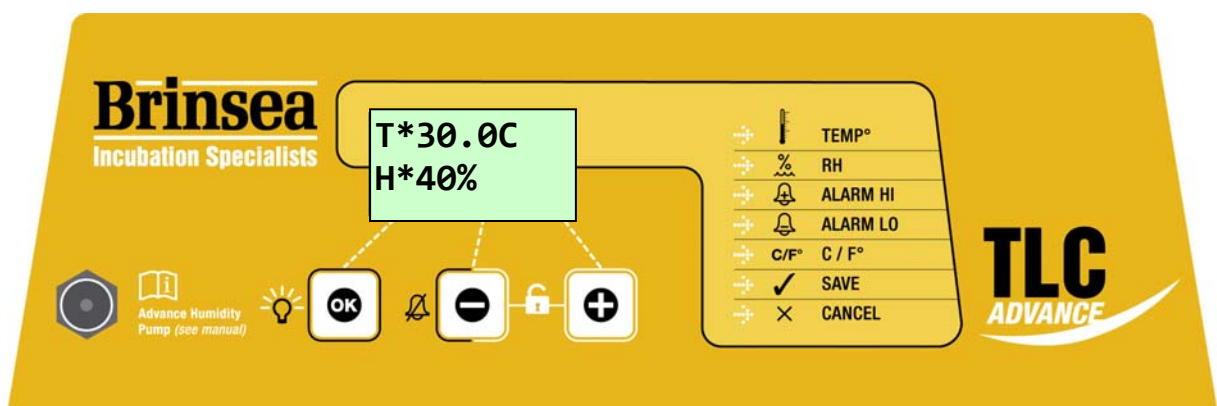 Brinsea
Incubation Specialists
T*30.0C
H*40%
TEMP°
% RH
ALARM HI
ALARM LO
C/F° C / F°
SAVE
CANCEL
i
Advance Humidity
Pump (see manual)
OK
TLC
ADVANCE